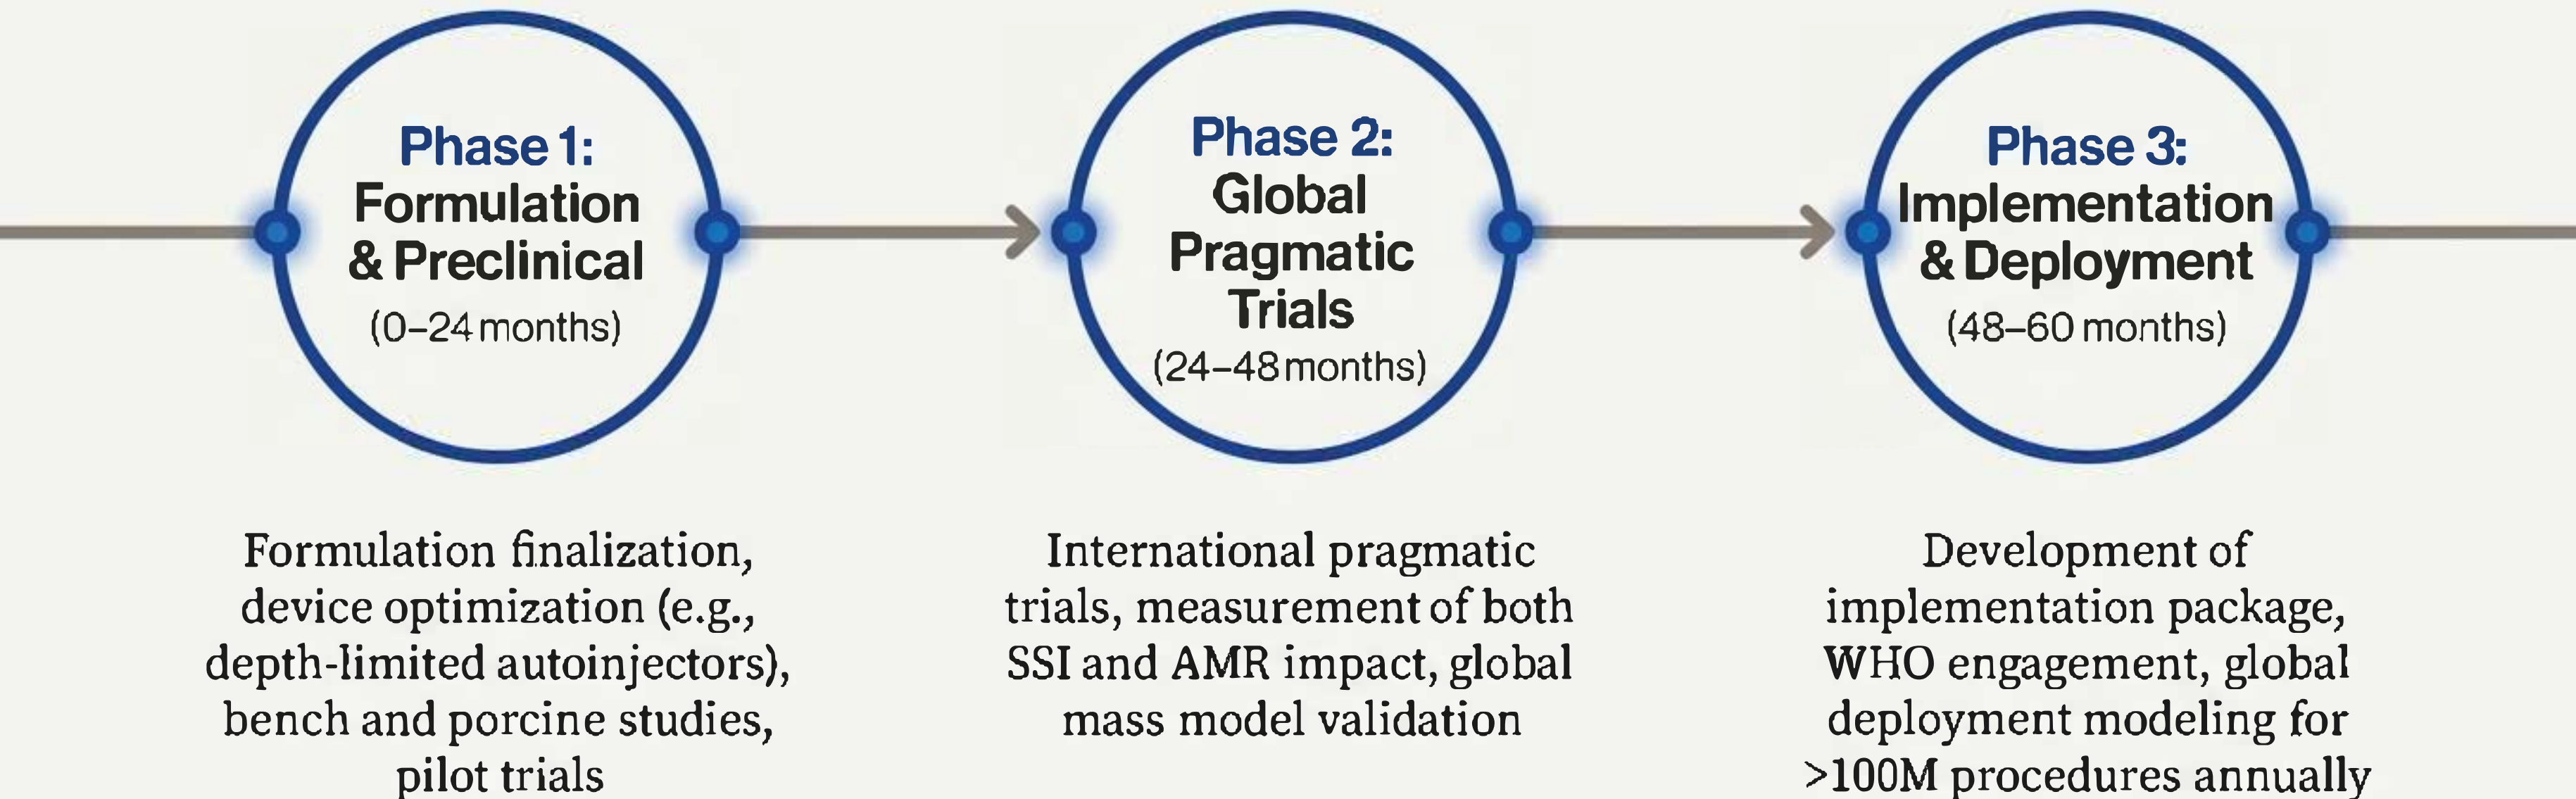 Phase 1:
Formulation
& Preclinical
(0–24 months)
Formulation finalization,
device optimization (e.g.,
depth-limited autoinjectors),
bench and porcine studies,
pilot trials
Phase 2:
Global
Pragmatic
Trials
(24–48 months)
International pragmatic
trials, measurement of both
SSI and AMR impact, global
mass model validation
Phase 3:
Implementation
& Deployment
(48–60 months)
Development of
implementation package,
WHO engagement, global
deployment modeling for
>100M procedures annually